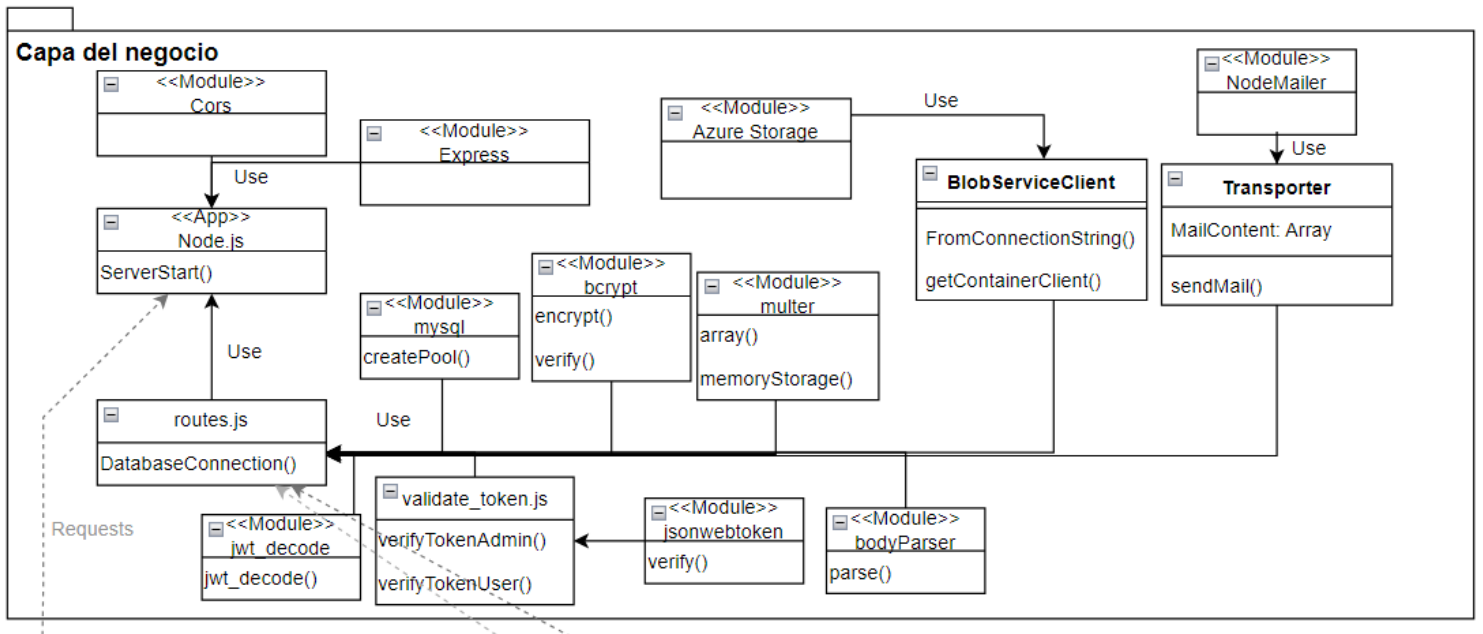 Capa del negocio
<<Module>>
Cors
<<Module>>
Express
Use
<<App>>
Node.js
ServerStart()
Use
routes.js
DatabaseConnection()
Requests
<<Module>>
Azure Storage
Use
BlobServiceClient
FromConnectionString()
getContainerClient()
<<Module>>
NodeMailer
Use
Transporter
MailContent: Array
sendMail()
<<Module>>
mysql
createPool()
Use
<<Module>>
bcrypt
encrypt()
verify()
<<Module>>
multer
array()
memoryStorage()
<<Module>>
jwt_decode
jwt_decode()
validate_token.js
verifyTokenAdmin()
verifyTokenUser()
<<Module>>
jsonwebtoken
verify()
<<Module>>
bodyParser
parse()